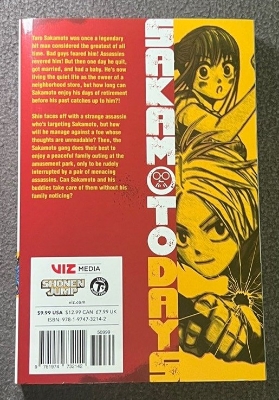 Taro Sakamoto was once a legendary
hit man considered the greatest of all
time. Bad guys feared him! Assassins
revered him! But then one day he quit,
got married, and had a baby. He's now
living the quiet life as the owner of a
neighborhood store, but how long can
Sakamoto enjoy his days of retirement
before his past catches up to him?!
Shin faces off with a strange assassin
who's targeting Sakamoto, but how
will he manage against a foe whose
thoughts are unreadable? Then, the
Sakamoto gang does their best to
enjoy a peaceful family outing at the
amusement park, only to be rudely
interrupted by a pair of menacing
assassins. Can Sakamoto and his
buddies take care of them without his
family noticing?
SAKAMOTO DAYS
VIZ MEDIA
SHONEN
JUMP
viz.com
$9.99 USA $12.99 CAN £7.99 UK
ISBN: 978-1-9747-3214-2
50999
9 781974 732142